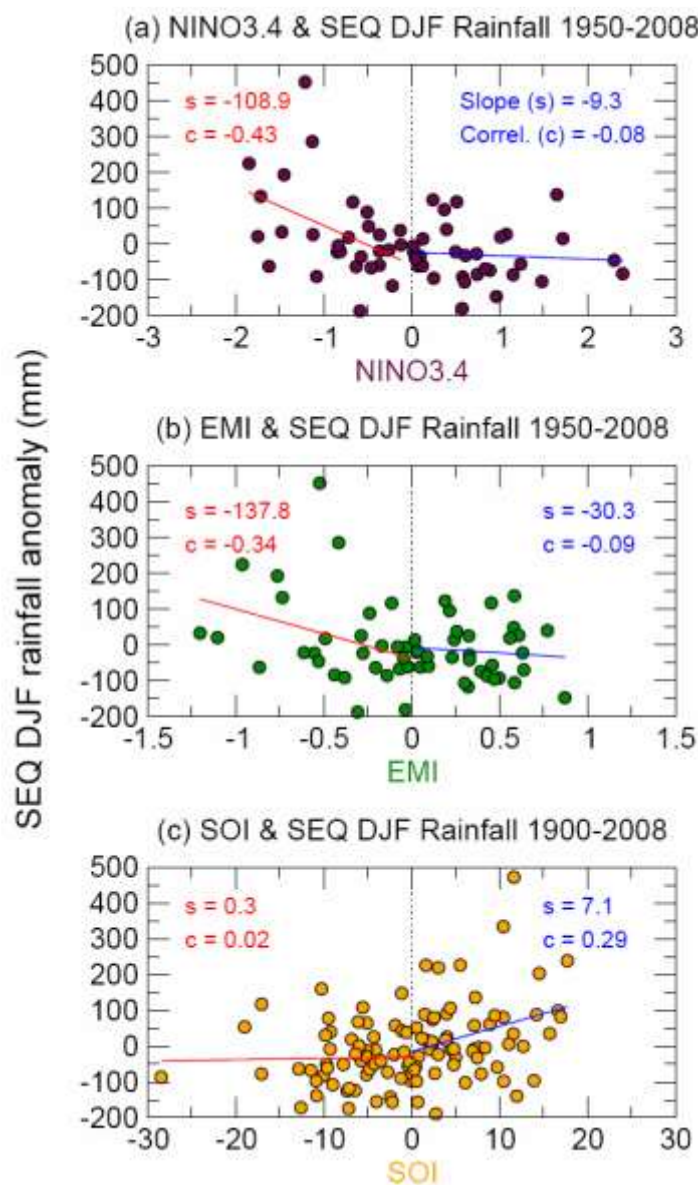 (a) NINO3.4 & SEQ DJF Rainfall 1950-2008
500
400
300
200
100
0
-100
-200
s = -108.9
c = -0.43
Slope (s) = -9.3
Correl. (c) = -0.08
-3 -2 -1 0 1 2 3
NINO3.4
SEQ DJF rainfall anomaly (mm)
(b) EMI & SEQ DJF Rainfall 1950-2008
500
400
300
200
100
0
-100
-200
s = -137.8
c = -0.34
s = -30.3
c = -0.09
-1.5 -1 -0.5 0 0.5 1 1.5
EMI
(c) SOI & SEQ DJF Rainfall 1900-2008
500
400
300
200
100
0
-100
-200
s = 0.3
c = 0.02
s = 7.1
c = 0.29
-30 -20 -10 0 10 20 30
SOI